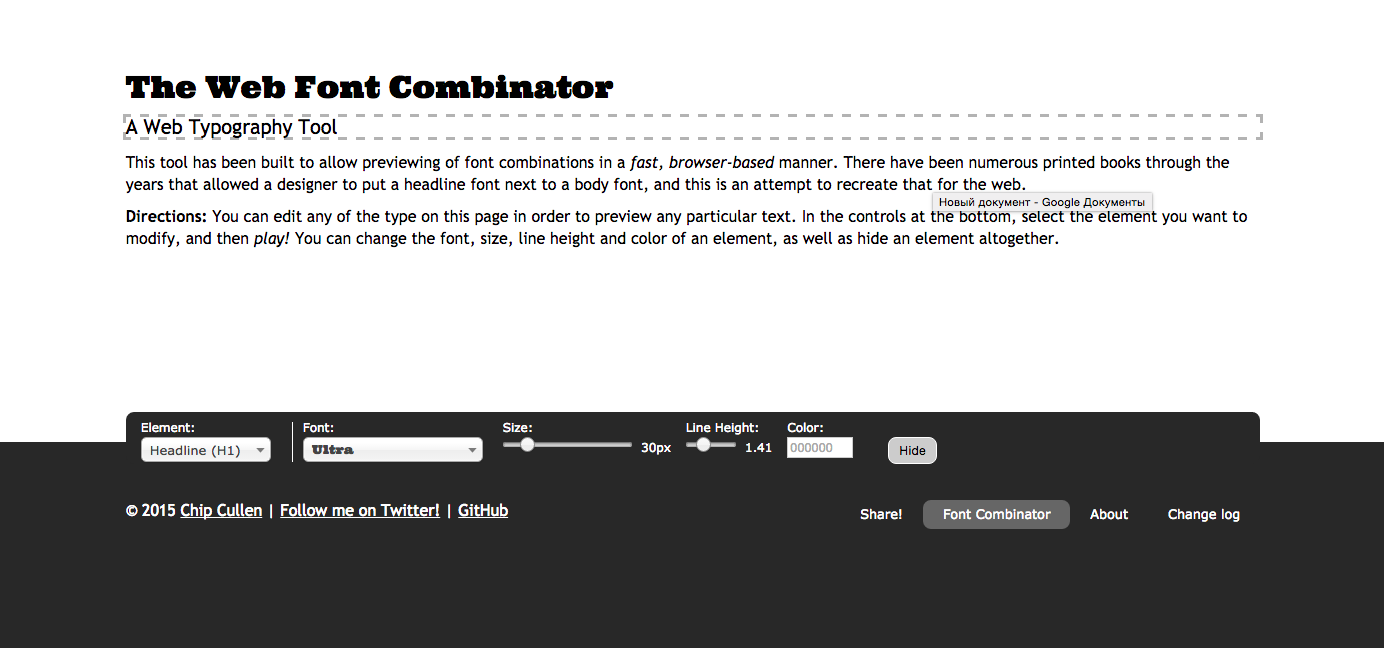 The Web Font Combinator
A Web Typography Tool
This tool has been built to allow previewing of font combinations in a fast, browser-based manner. There have been numerous printed books through the
years that allowed a designer to put a headline font next to a body font, and this is an attempt to recreate that for the web.
Новый документ - Google Документы
Directions: You can edit any of the type on this page in order to preview any particular text. In the controls at the bottom, select the element you want to
modify, and then play! You can change the font, size, line height and color of an element, as well as hide an element altogether.
Element: Font: Size: Line Height: Color:
Headline (H1) Ultra 30px 1.41 000000 Hide
© 2015 Chip Cullen | Follow me on Twitter! | GitHub
Share! Font Combinator About Change log